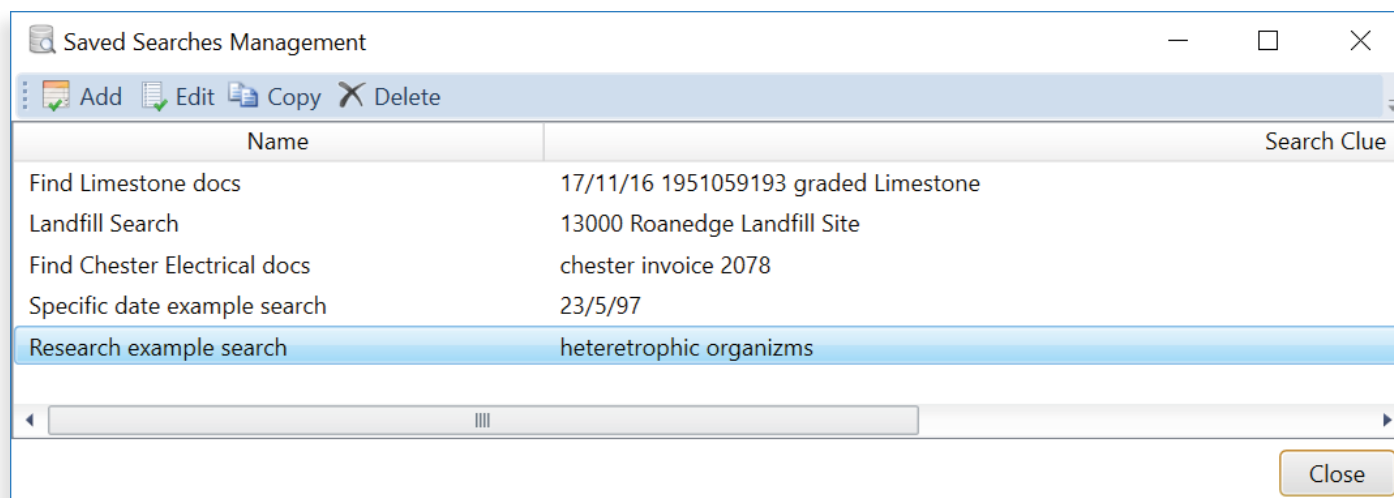 Saved Searches Management
Add Edit Copy Delete
Name Search Clue
Find Limestone docs 17/11/16 1951059193 graded Limestone
Landfill Search 13000 Roanedge Landfill Site
Find Chester Electrical docs chester invoice 2078
Specific date example search 23/5/97
Research example search heteretrophic organizms
Close